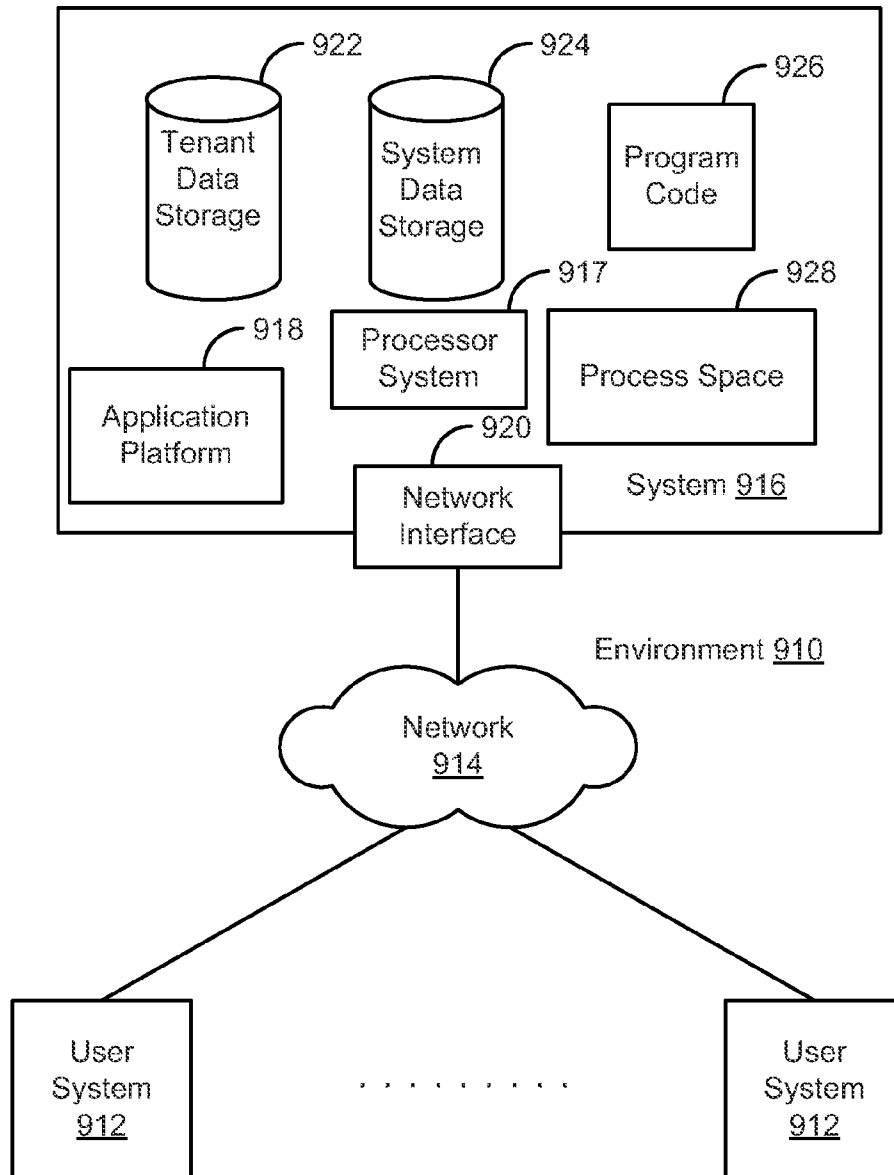 922
924
926
Tenant
Data
Storage
System
Data
Storage
Program
Code
917
928
918
Processor
System
Process Space
Application
Platform
920
Network
Interface
System 916
Environment 910
Network
914
User
System
912
. . . . . . . . .
User
System
912